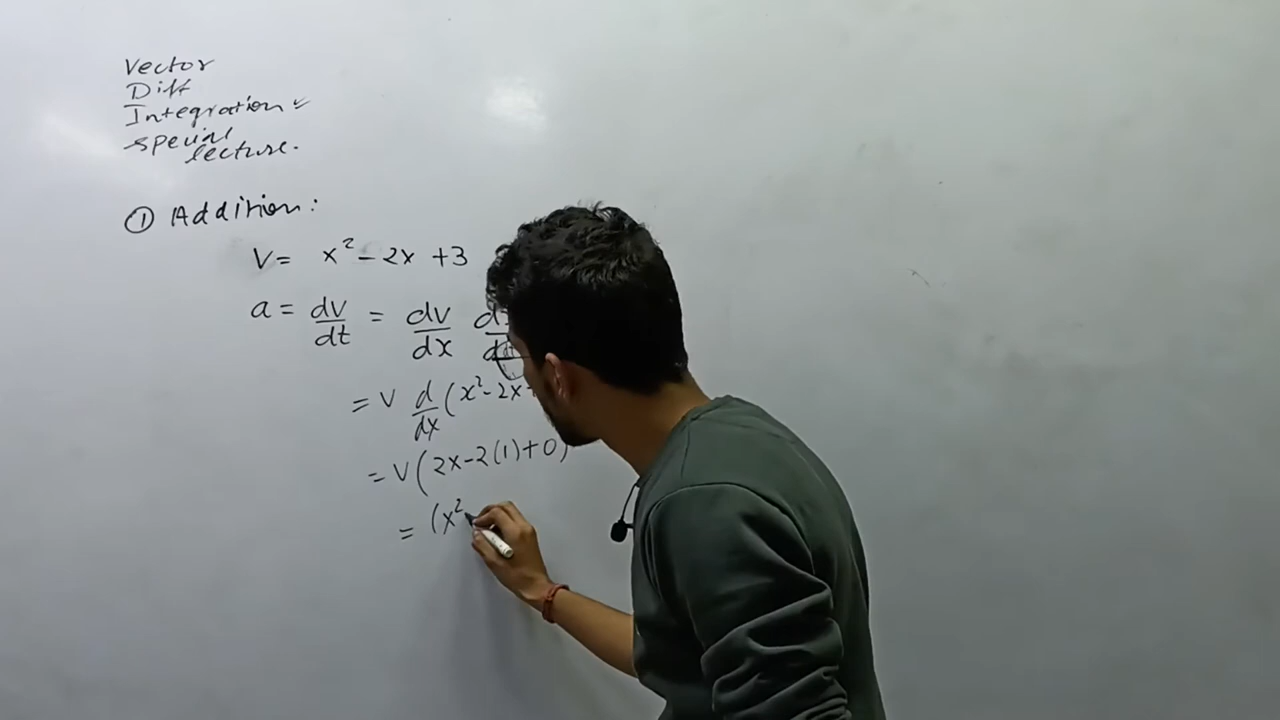 Vector
Diff
Integration ✓
special
lecture.
① Addition:
V = x² - 2x + 3
a = dv/dt = dv/dx
= v d/dx (x² - 2x
= v(2x - 2(1) + 0)
= (x²